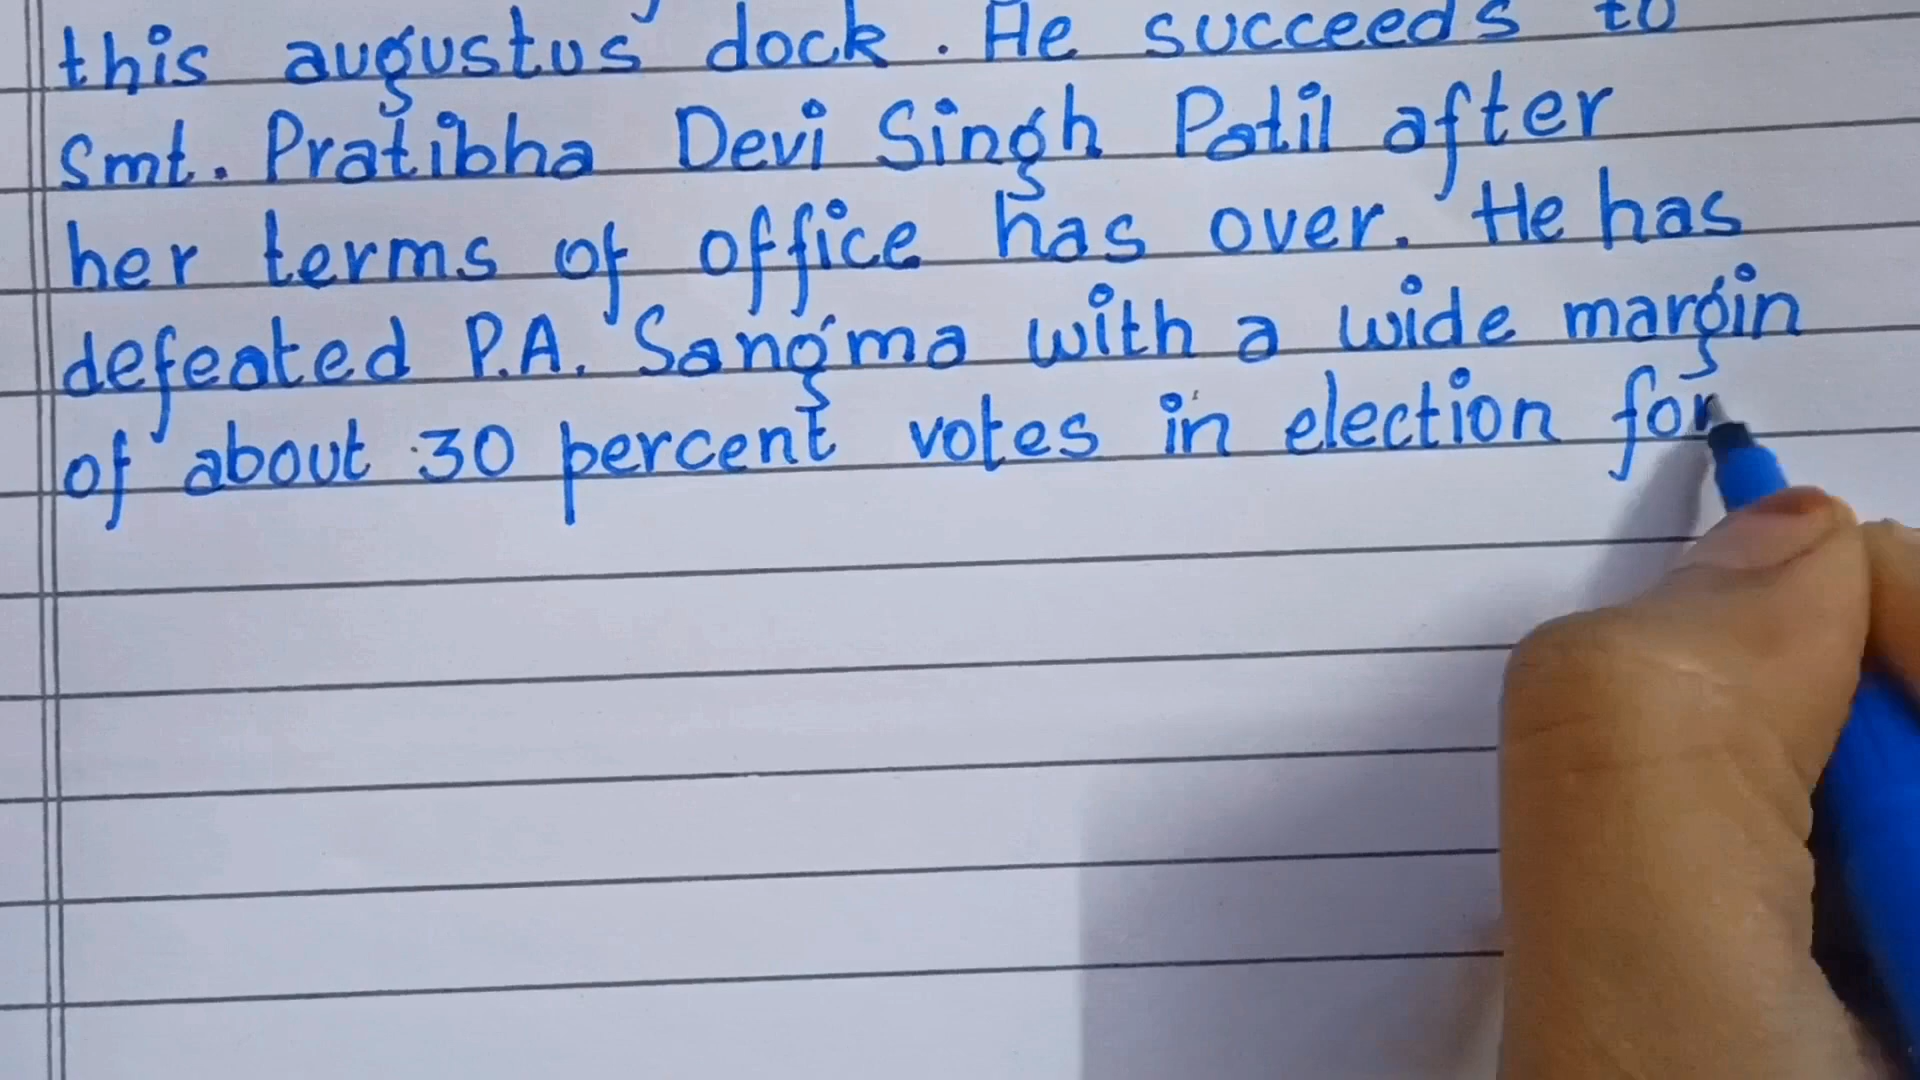 this augustus dock. He succeeds to
Smt. Pratibha Devi Singh Patil after
her terms of office has over. He has
defeated P.A. Sangma with a wide margin
of about 30 percent votes in election for